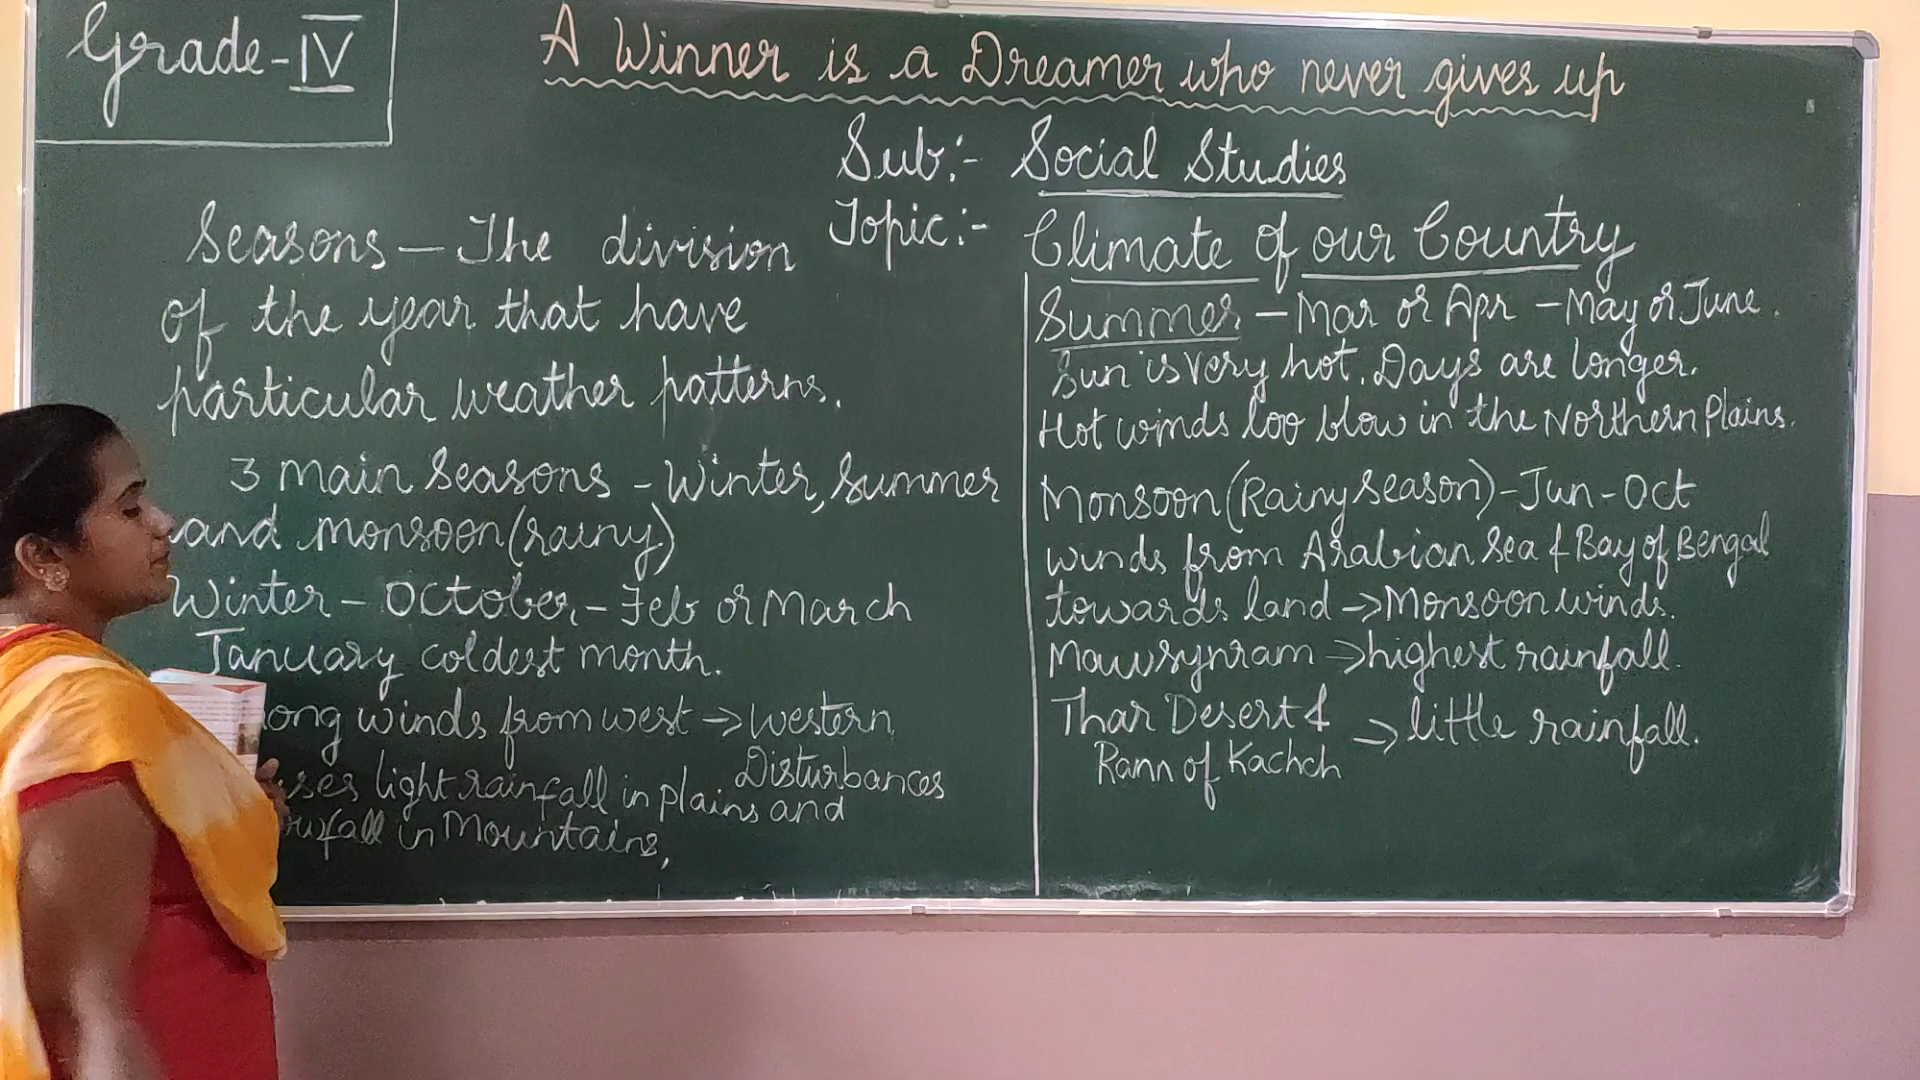 Grade-IV
A Winner is a Dreamer who never gives up
Sub:- Social Studies
Topic:- Climate of our Country
Seasons — The division
of the year that have
particular weather patterns.
3 main seasons - Winter, Summer
and monsoon (rainy)
Winter - October - Feb or March
January coldest month.
winds from west → Western
Disturbances
light rainfall in plains and
in Mountains,
Summer - Mar or Apr - May or June.
Sun is very hot. Days are longer.
Hot winds loo blow in the Northern Plains.
Monsoon (Rainy season) - Jun - Oct
winds from Arabian Sea & Bay of Bengal
towards land → Monsoon winds.
Mawsynram → highest rainfall.
Thar Desert & → little rainfall.
Rann of Kachch